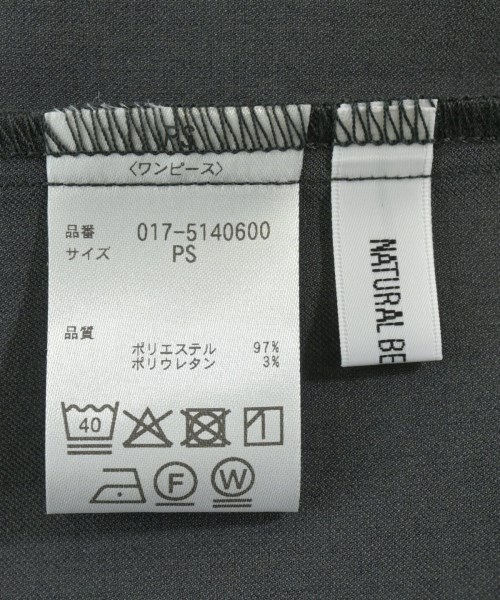 PS
〈ワンピース〉
品番 017-5140600
サイズ PS
品質
ポリエステル 97%
ポリウレタン 3%
40
F W
NATURAL BE